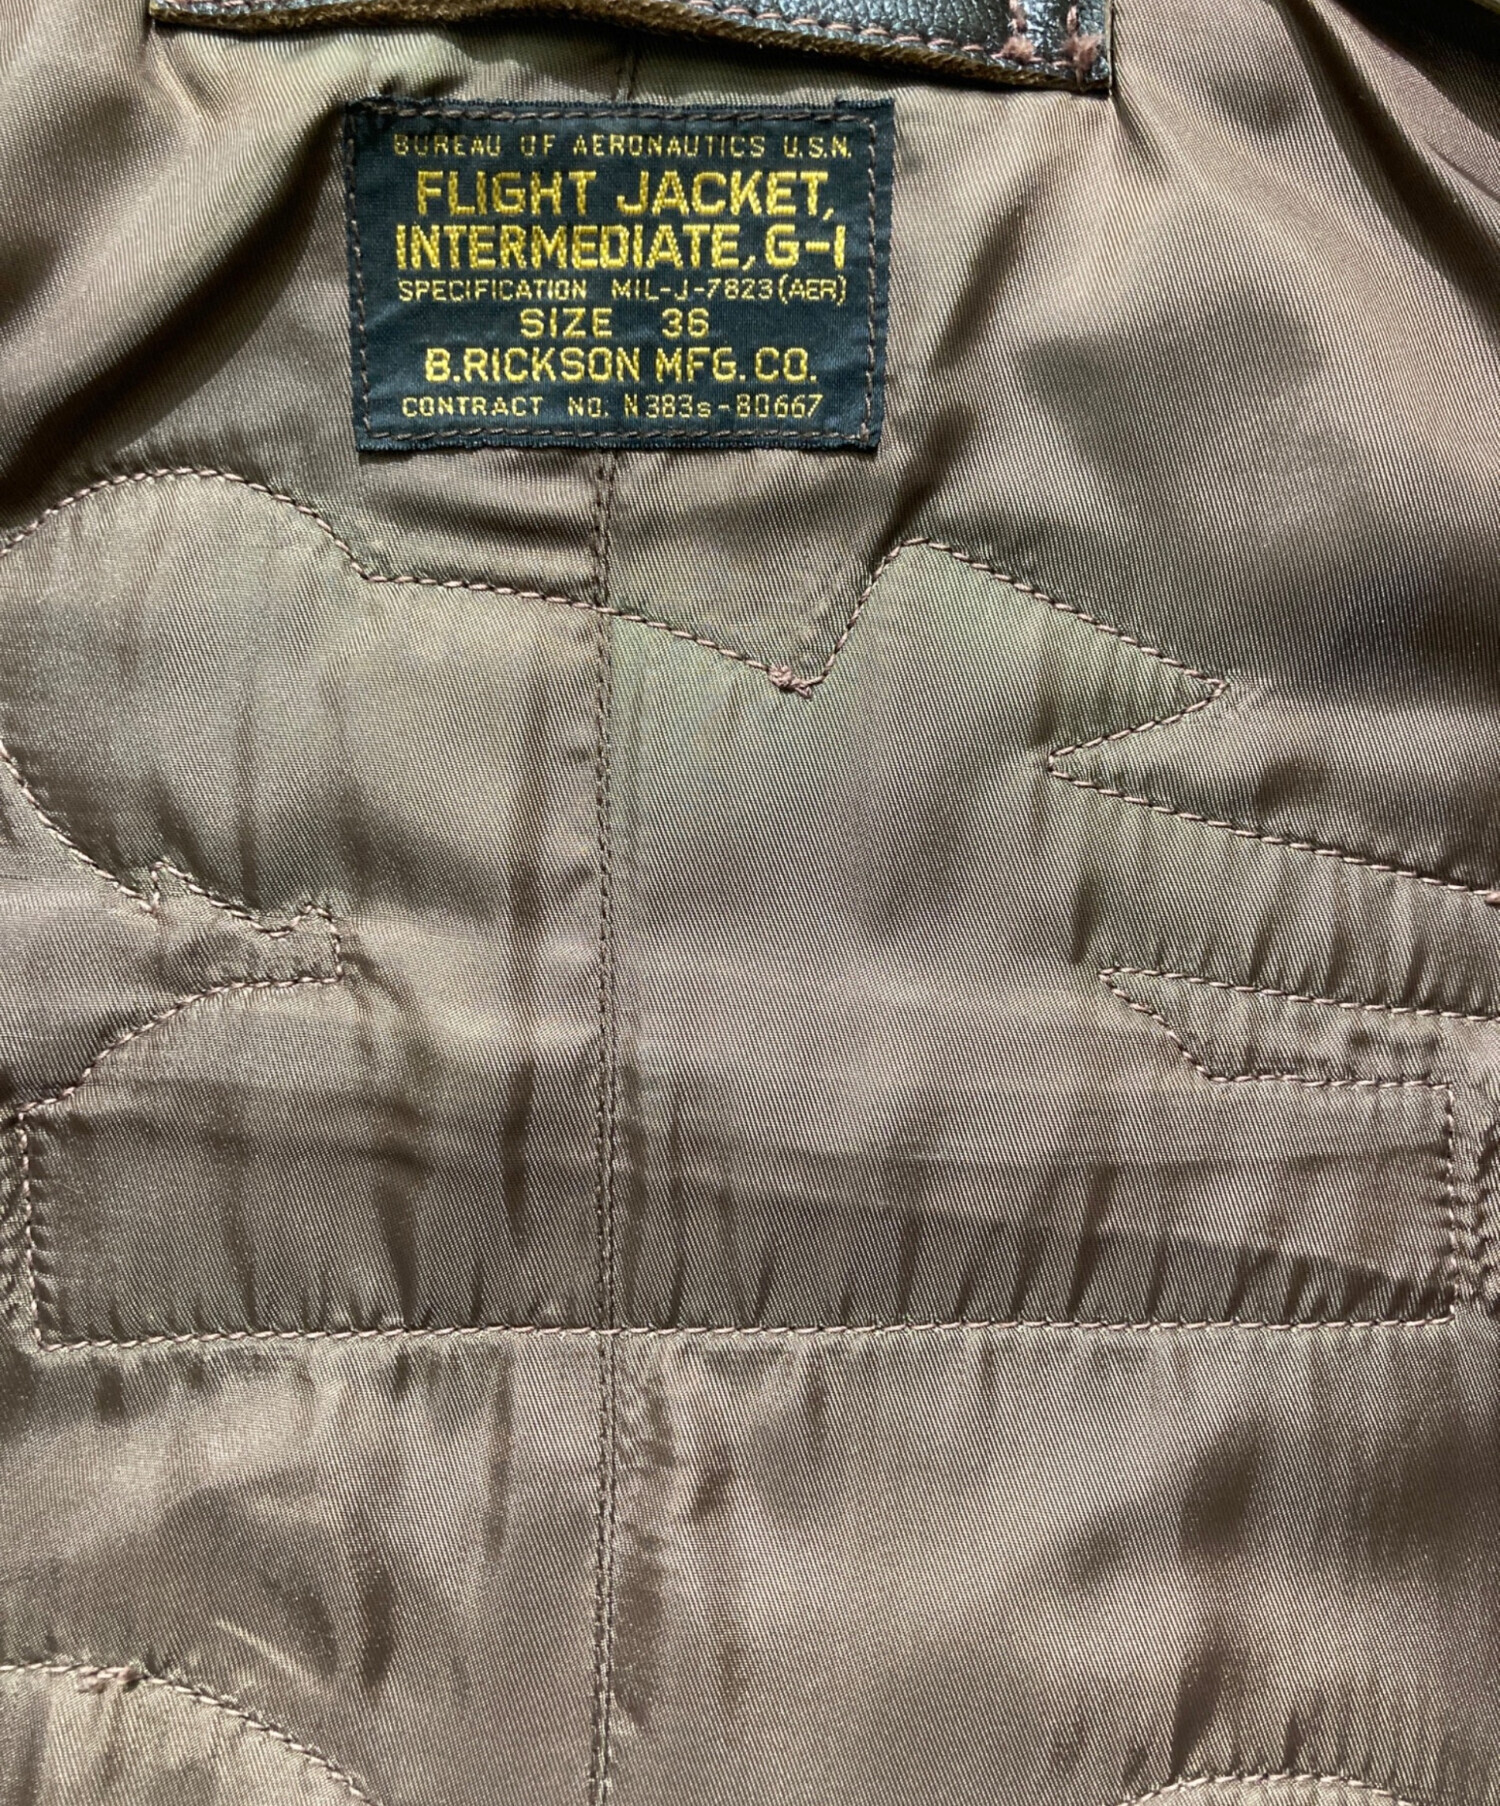 BUREAU OF AERONAUTICS U.S.N.
FLIGHT JACKET,
INTERMEDIATE, G-1
SPECIFICATION MIL-J-7823(AER)
SIZE 36
B.RICKSON MFG.CO.
CONTRACT NO. N383s-80667